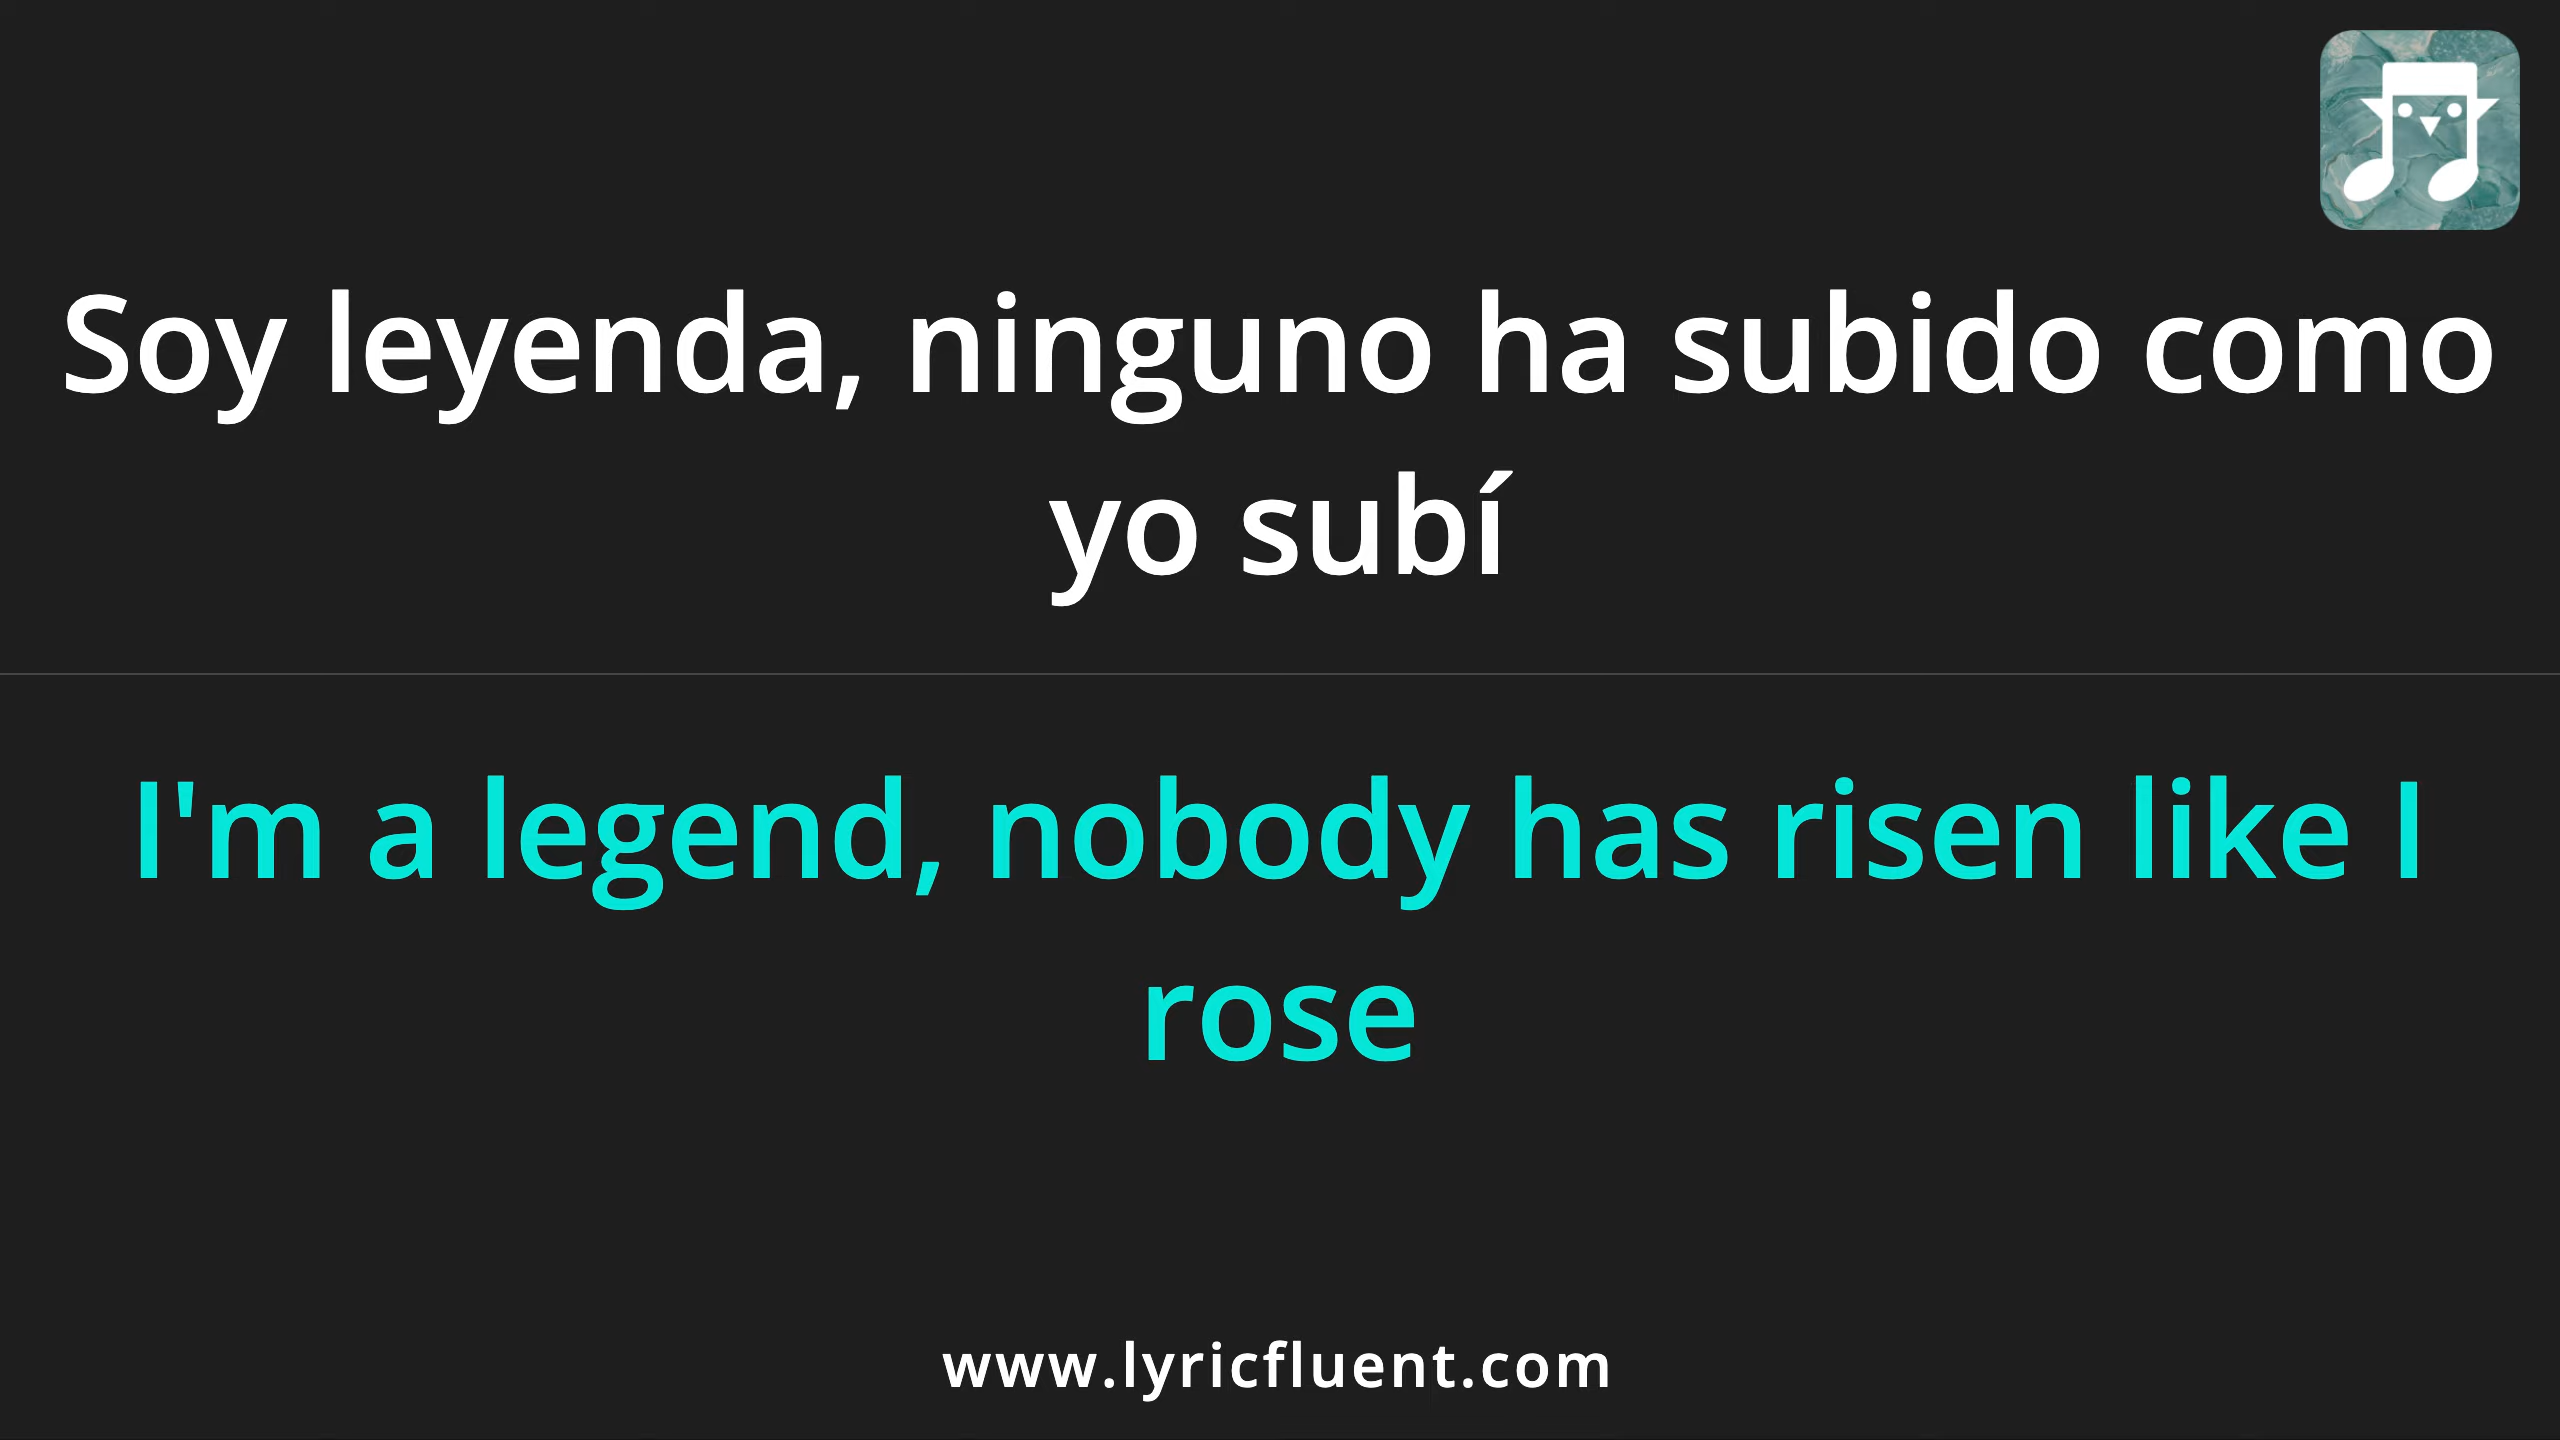 Soy leyenda, ninguno ha subido como
yo subí
I'm a legend, nobody has risen like I
rose
www.lyricfluent.com